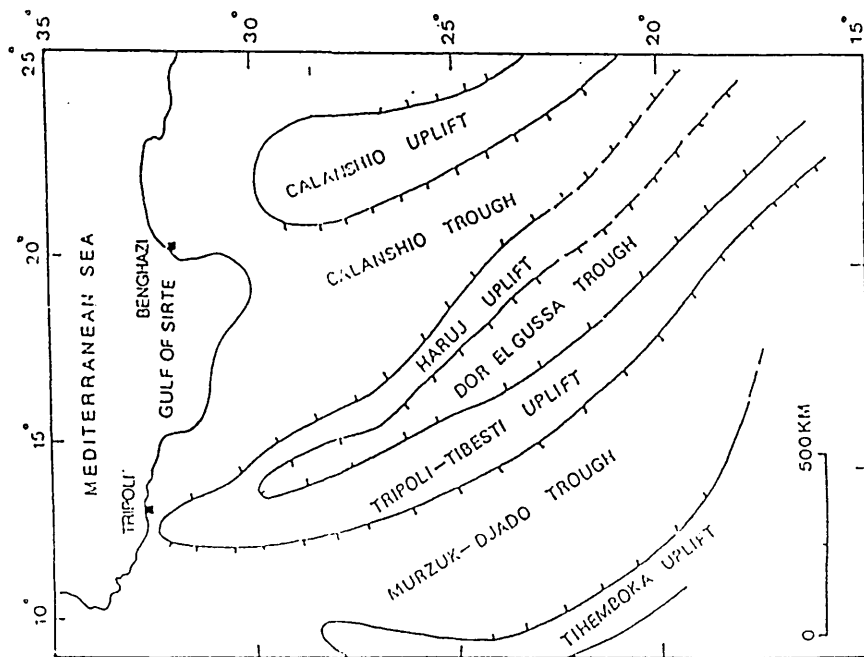 10°
15°
20°
25°
35°
30°
25°
20°
15°
MEDITERRANEAN SEA
TRIPOLI
BENGHAZI
GULF OF SIRTE
CALANSHIO UPLIFT
CALANSHIO TROUGH
HARUJ UPLIFT
DOR EL GUSSA TROUGH
TRIPOLI-TIBESTI UPLIFT
MURZUK-DJADO TROUGH
TIHEMBOKA UPLIFT
0 500KM